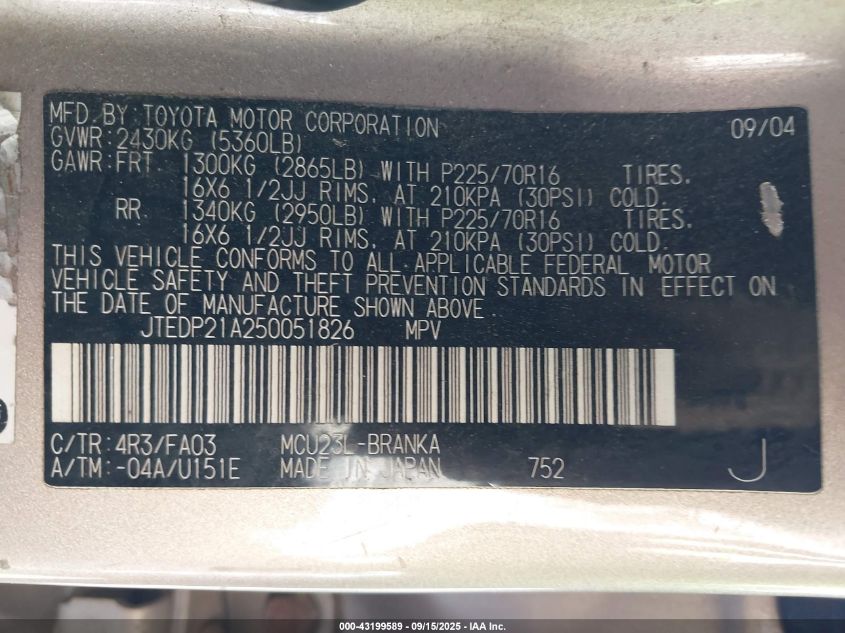 MFD. BY: TOYOTA MOTOR CORPORATION 09/04
GVWR: 2430KG (5360LB)
GAWR: FRT 1300KG (2865LB) WITH P225/70R16 TIRES,
16X6 1/2JJ RIMS, AT 210KPA (30PSI) COLD.
RR 1340KG (2950LB) WITH P225/70R16 TIRES,
16X6 1/2JJ RIMS, AT 210KPA (30PSI) COLD.
THIS VEHICLE CONFORMS TO ALL APPLICABLE FEDERAL MOTOR
VEHICLE SAFETY AND THEFT PREVENTION STANDARDS IN EFFECT ON
THE DATE OF MANUFACTURE SHOWN ABOVE.
JTEDP21A250051826 MPV
C/TR: 4R3/FA03 MCU23L-BRANKA
A/TM: -04A/U151E MADE IN JAPAN 752 J
000-43199589 - 09/15/2025 - IAA Inc.